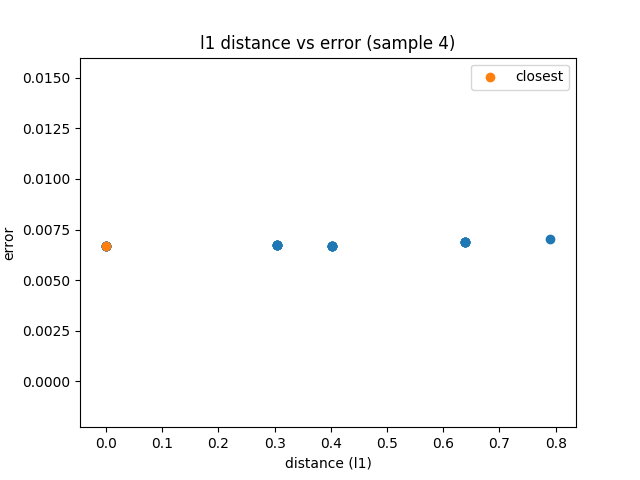 l1 distance vs error (sample 4)
closest
0.0150
0.0125
0.0100
0.0075
0.0050
0.0025
0.0000
error
0.0 0.1 0.2 0.3 0.4 0.5 0.6 0.7 0.8
distance (l1)